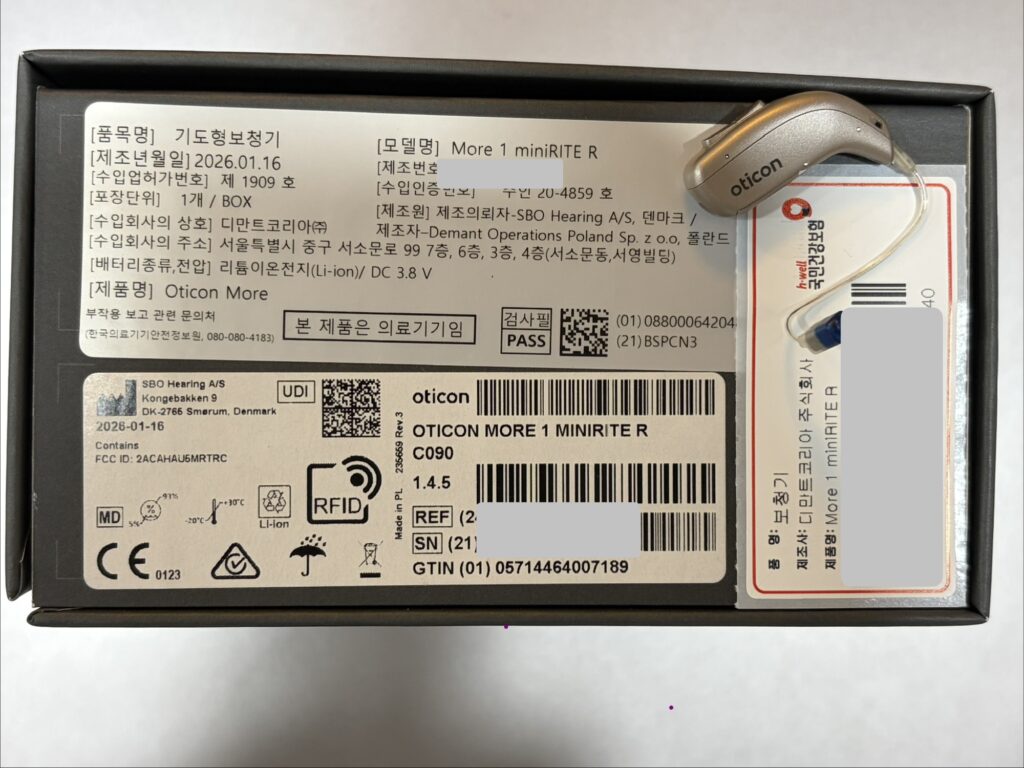 [품목명] 기도형보청기
[제조년월일] 2026.01.16
[수입업허가번호] 제 1909 호
[포장단위] 1개 / BOX
[수입회사의 상호] 디만트코리아㈜
[수입회사의 주소] 서울특별시 중구 서소문로 99 7층, 6층, 3층, 4층(서소문동,서영빌딩)
[배터리종류,전압] 리튬이온전지(Li-ion)/ DC 3.8 V
[제품명] Oticon More
부작용 보고 관련 문의처
(한국의료기기안전정보원, 080-080-4183)
본 제품은 의료기기임
[모델명] More 1 miniRITE R
[제조번호
[수입인증번호] 수인 20-4859 호
[제조원] 제조의뢰자-SBO Hearing A/S, 덴마크 /
제조자–Demant Operations Poland Sp. z o.o, 폴란드
검사필
PASS
(01) 0880006420
(21) BSPCN3
SBO Hearing A/S
Kongebakken 9
DK-2765 Smørum, Denmark
2026-01-16
Contains
FCC ID: 2ACAHAU5MRTRC
UDI
MD
5%
93%
-20°C
+30°C
Li-ion
RFID
CE 0123
Made in PL 235659 Rev.3
oticon
OTICON MORE 1 MINIRITE R
C090
1.4.5
REF
SN (21)
GTIN (01) 05714464007189
oticon
h-well
국민건강보험
40
품 명: 보청기
제조사: 디만트코리아 주식회사
제품명: More 1 miniRITE R